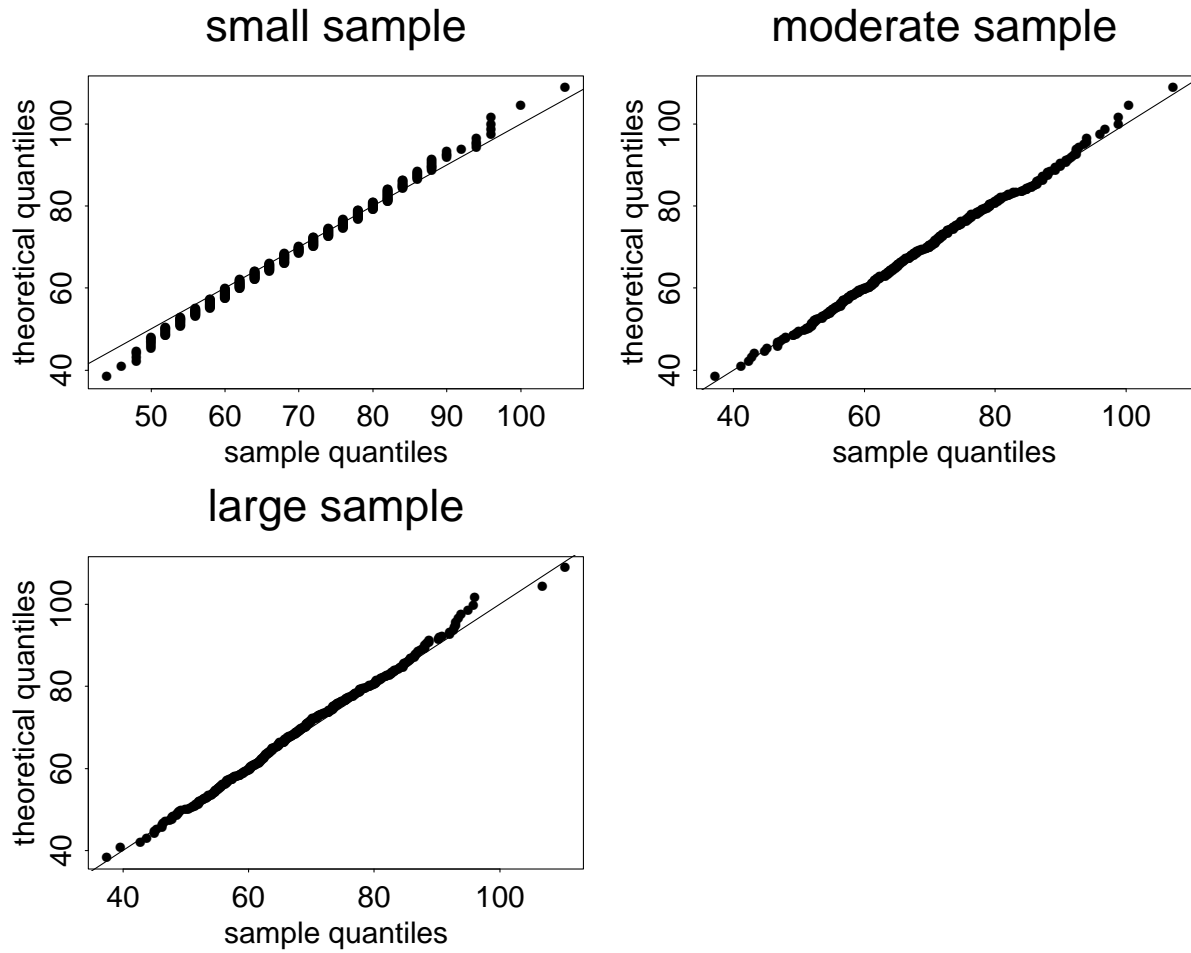 small sample
theoretical quantiles
100
80
60
40
50 60 70 80 90 100
sample quantiles
moderate sample
theoretical quantiles
100
80
60
40
40 60 80 100
sample quantiles
large sample
theoretical quantiles
100
80
60
40
40 60 80 100
sample quantiles